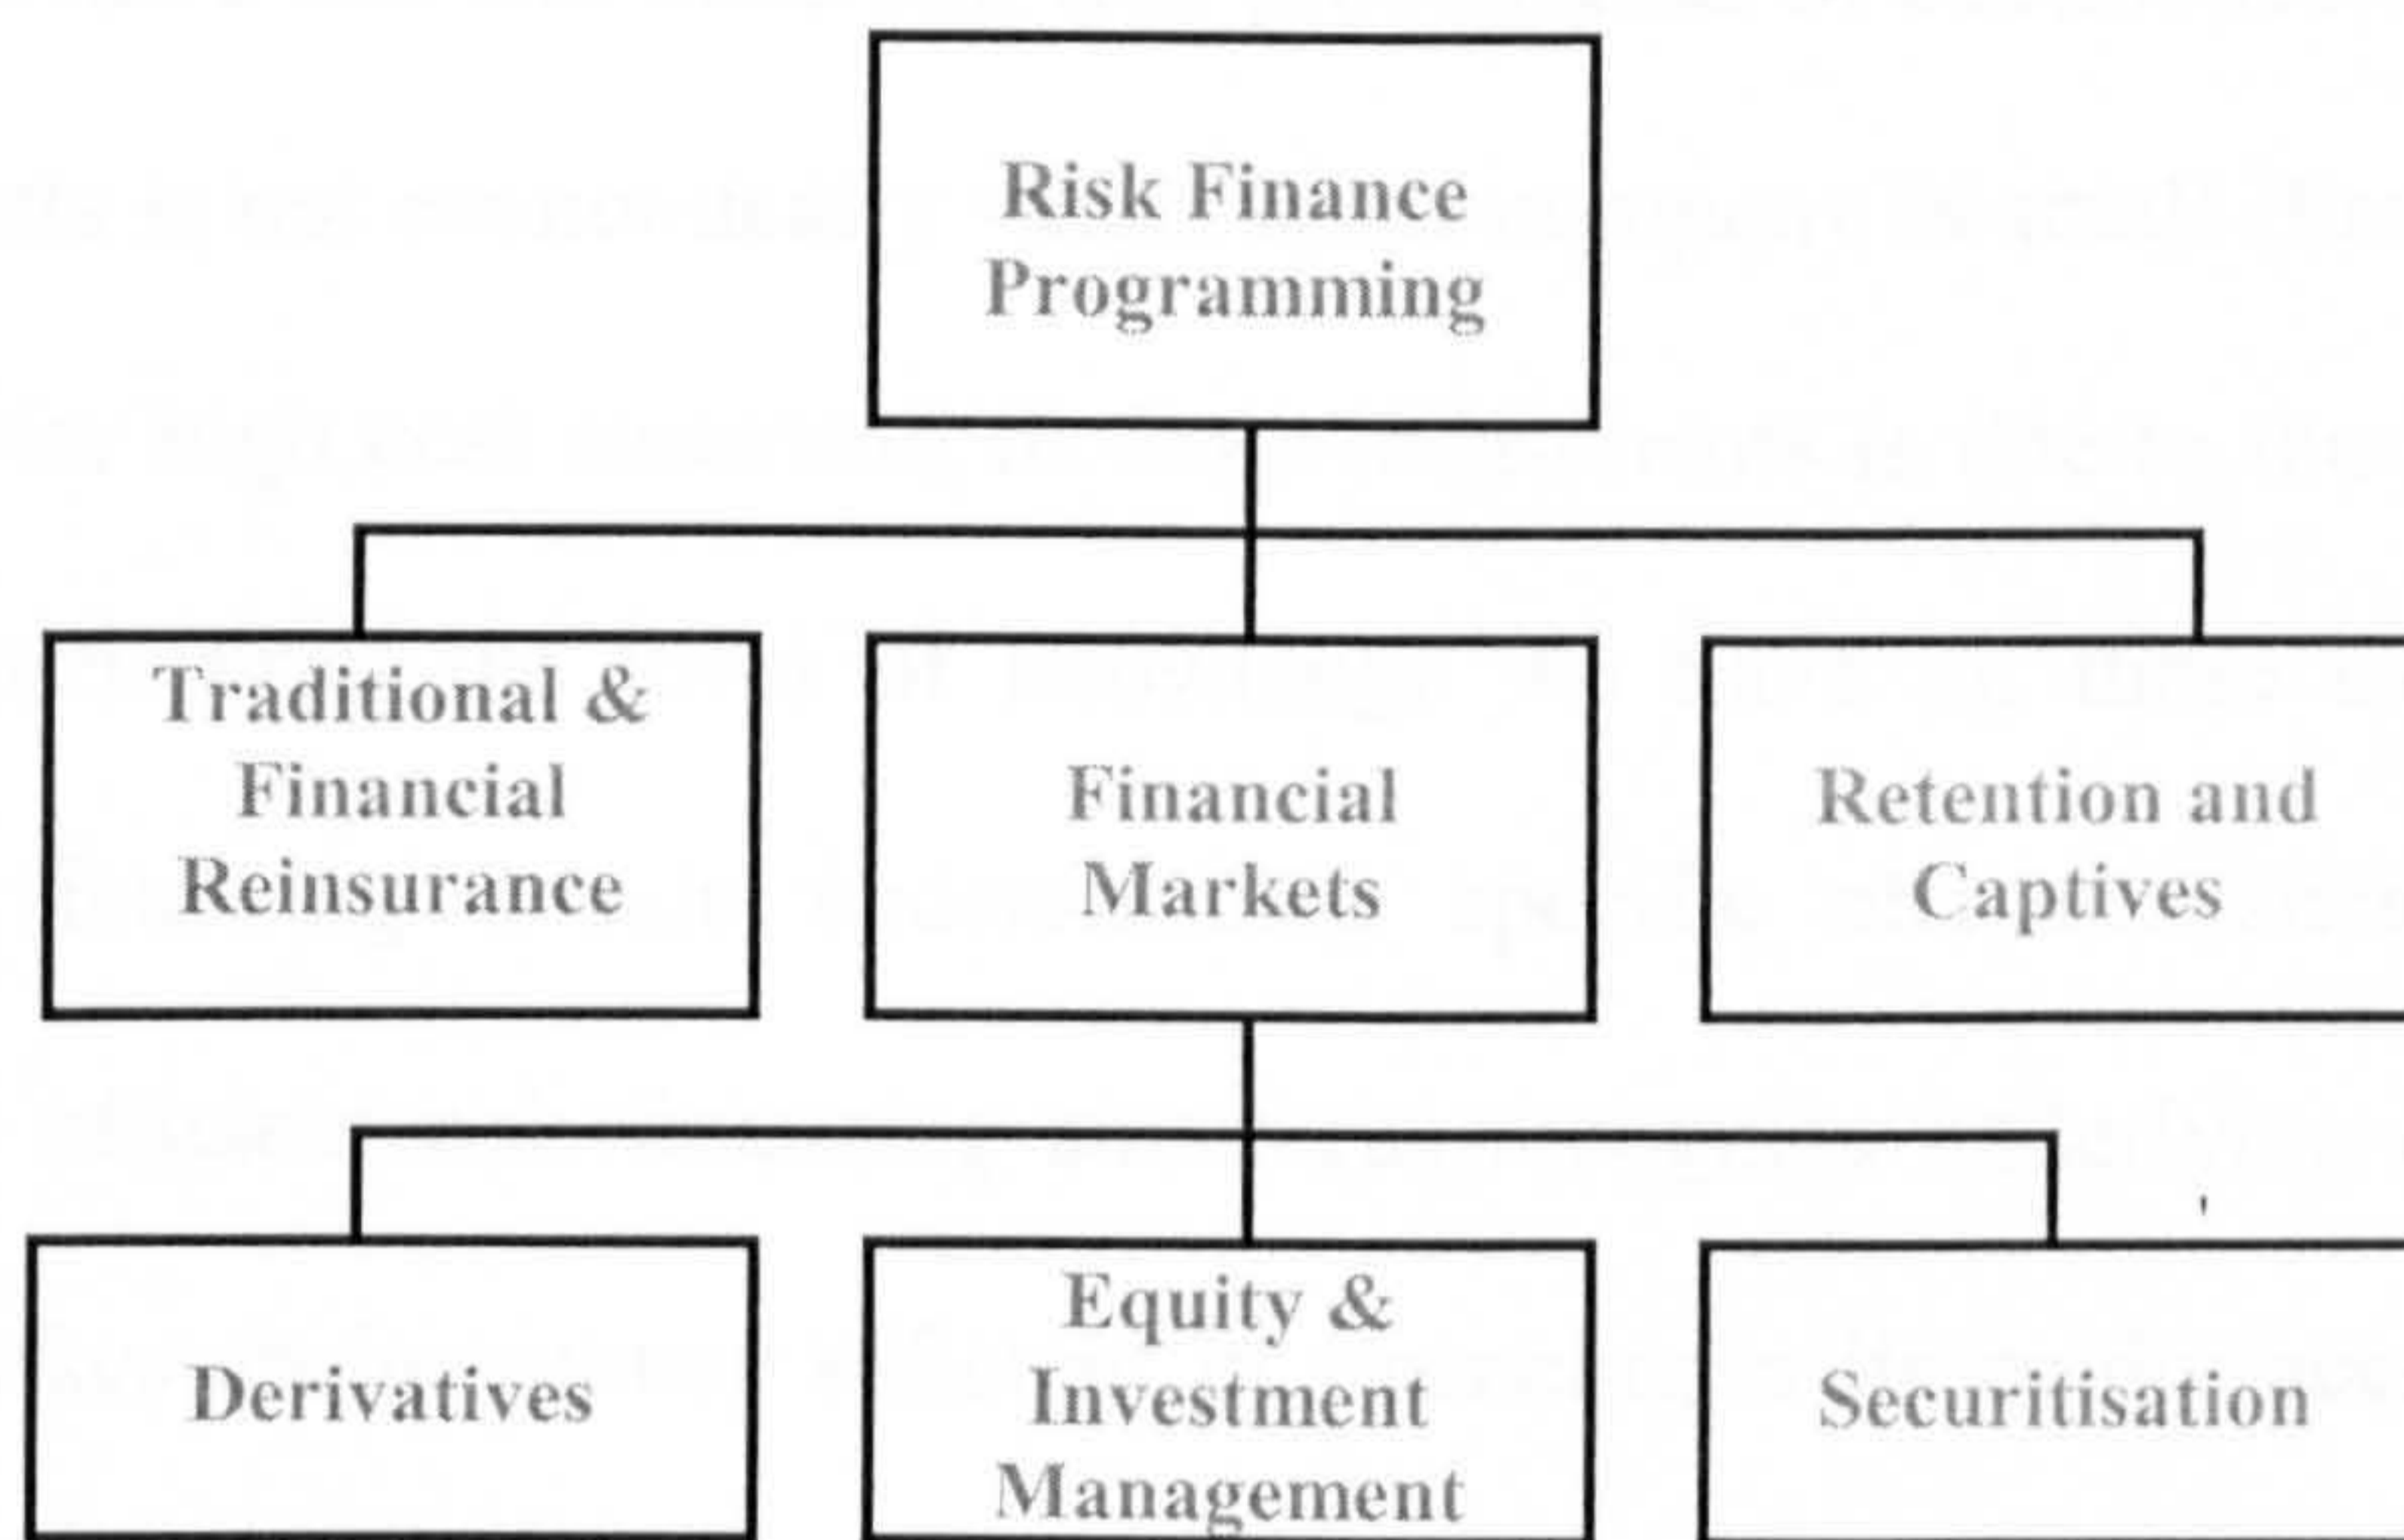 Risk Finance
Programming
Traditional &
Financial
Reinsurance
Financial
Markets
Retention and
Captives
Derivatives
Equity &
Investment
Management
Securitisation